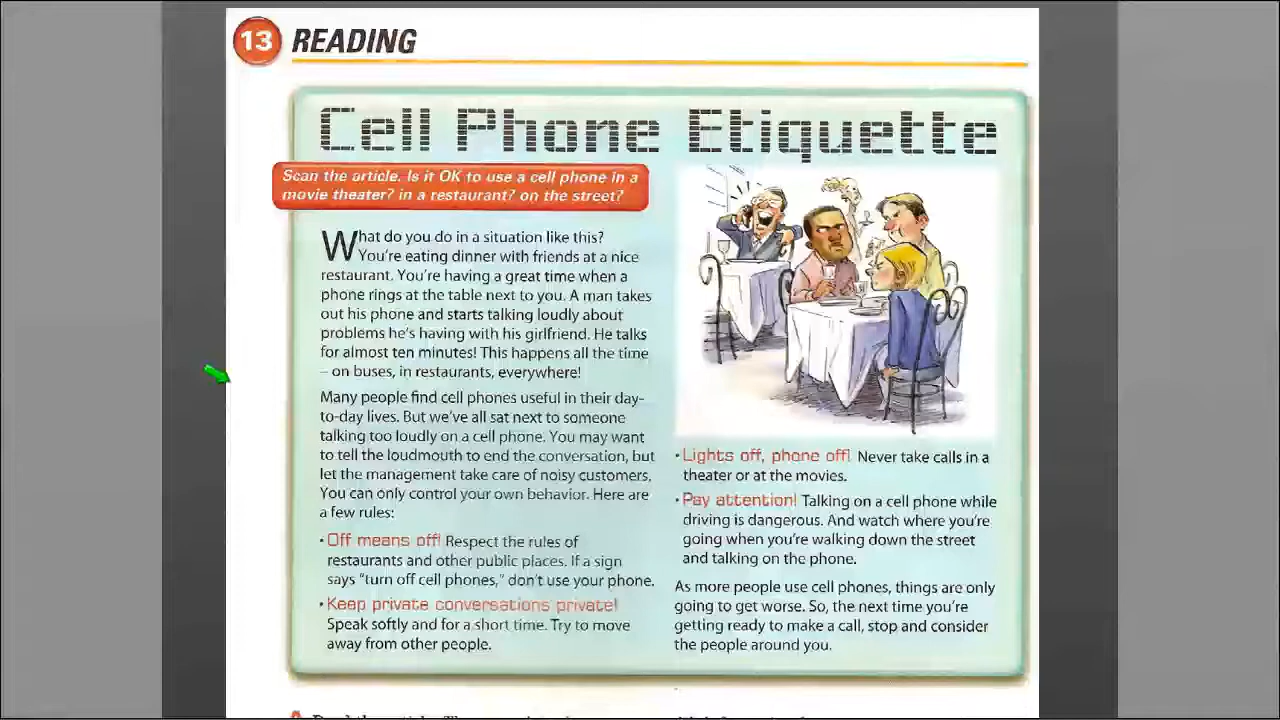 13 READING
Cell Phone Etiquette
Scan the article. Is it OK to use a cell phone in a
movie theater? in a restaurant? on the street?
What do you do in a situation like this?
You're eating dinner with friends at a nice
restaurant. You're having a great time when a
phone rings at the table next to you. A man takes
out his phone and starts talking loudly about
problems he's having with his girlfriend. He talks
for almost ten minutes! This happens all the time
– on buses, in restaurants, everywhere!
Many people find cell phones useful in their day-
to-day lives. But we've all sat next to someone
talking too loudly on a cell phone. You may want
to tell the loudmouth to end the conversation, but
let the management take care of noisy customers.
You can only control your own behavior. Here are
a few rules:
• Off means off! Respect the rules of
restaurants and other public places. If a sign
says "turn off cell phones," don't use your phone.
• Keep private conversations private!
Speak softly and for a short time. Try to move
away from other people.
• Lights off, phone off! Never take calls in a
theater or at the movies.
• Pay attention! Talking on a cell phone while
driving is dangerous. And watch where you're
going when you're walking down the street
and talking on the phone.
As more people use cell phones, things are only
going to get worse. So, the next time you're
getting ready to make a call, stop and consider
the people around you.